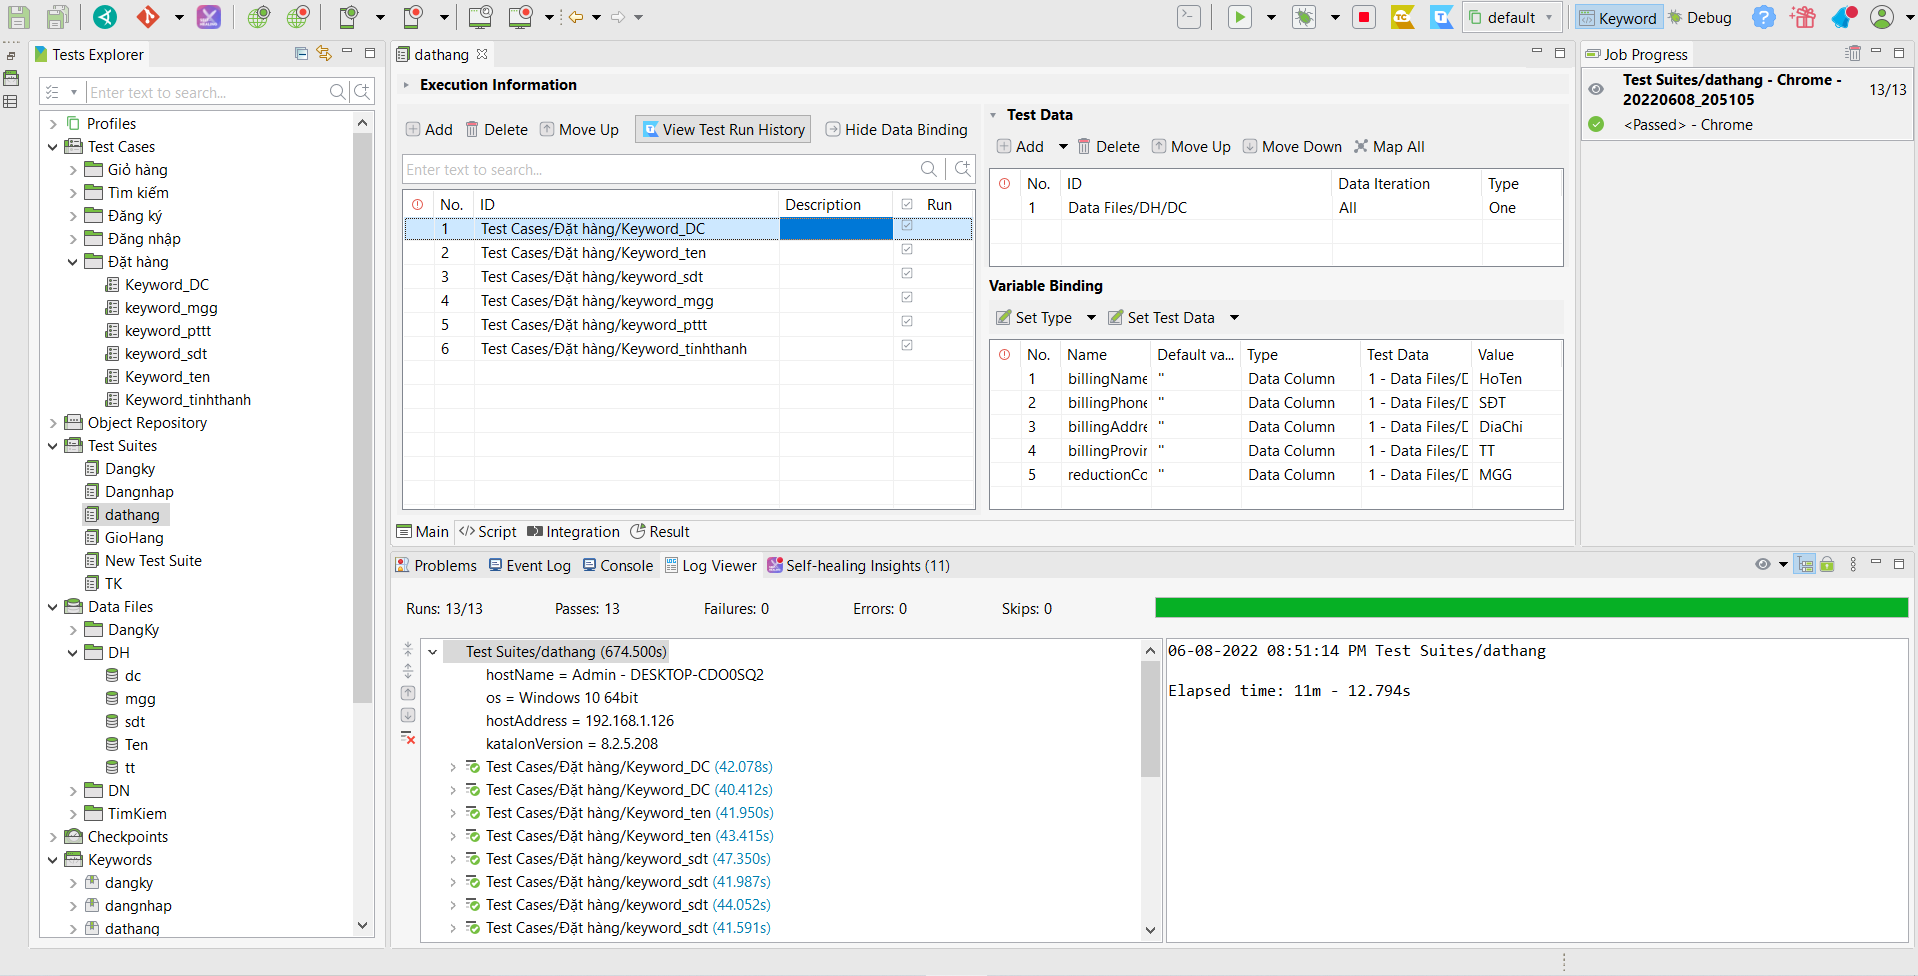 default
Keyword
Debug
Tests Explorer
Enter text to search...
Profiles
Test Cases
Giỏ hàng
Tìm kiếm
Đăng ký
Đăng nhập
Đặt hàng
Keyword_DC
keyword_mgg
keyword_pttt
keyword_sdt
Keyword_ten
Keyword_tinhthanh
Object Repository
Test Suites
Dangky
Dangnhap
dathang
GioHang
New Test Suite
TK
Data Files
DangKy
DH
dc
mgg
sdt
Ten
tt
DN
TimKiem
Checkpoints
Keywords
dangky
dangnhap
dathang
dathang
Execution Information
Add Delete Move Up View Test Run History Hide Data Binding
Enter text to search...
No. ID Description Run
1 Test Cases/Đặt hàng/Keyword_DC
2 Test Cases/Đặt hàng/Keyword_ten
3 Test Cases/Đặt hàng/keyword_sdt
4 Test Cases/Đặt hàng/keyword_mgg
5 Test Cases/Đặt hàng/keyword_pttt
6 Test Cases/Đặt hàng/Keyword_tinhthanh
Test Data
Add Delete Move Up Move Down Map All
No. ID Data Iteration Type
1 Data Files/DH/DC All One
Variable Binding
Set Type Set Test Data
No. Name Default va... Type Test Data Value
1 billingName '' Data Column 1 - Data Files/D HoTen
2 billingPhone '' Data Column 1 - Data Files/D SĐT
3 billingAddre '' Data Column 1 - Data Files/D DiaChi
4 billingProvin '' Data Column 1 - Data Files/D TT
5 reductionCo '' Data Column 1 - Data Files/D MGG
Main Script Integration Result
Job Progress
Test Suites/dathang - Chrome -
20220608_205105
13/13
<Passed> - Chrome
Problems Event Log Console Log Viewer Self-healing Insights (11)
Runs: 13/13 Passes: 13 Failures: 0 Errors: 0 Skips: 0
Test Suites/dathang (674.500s)
hostName = Admin - DESKTOP-CDO0SQ2
os = Windows 10 64bit
hostAddress = 192.168.1.126
katalonVersion = 8.2.5.208
Test Cases/Đặt hàng/Keyword_DC (42.078s)
Test Cases/Đặt hàng/Keyword_DC (40.412s)
Test Cases/Đặt hàng/Keyword_ten (41.950s)
Test Cases/Đặt hàng/Keyword_ten (43.415s)
Test Cases/Đặt hàng/keyword_sdt (47.350s)
Test Cases/Đặt hàng/keyword_sdt (41.987s)
Test Cases/Đặt hàng/keyword_sdt (44.052s)
Test Cases/Đặt hàng/keyword_sdt (41.591s)
06-08-2022 08:51:14 PM Test Suites/dathang
Elapsed time: 11m - 12.794s